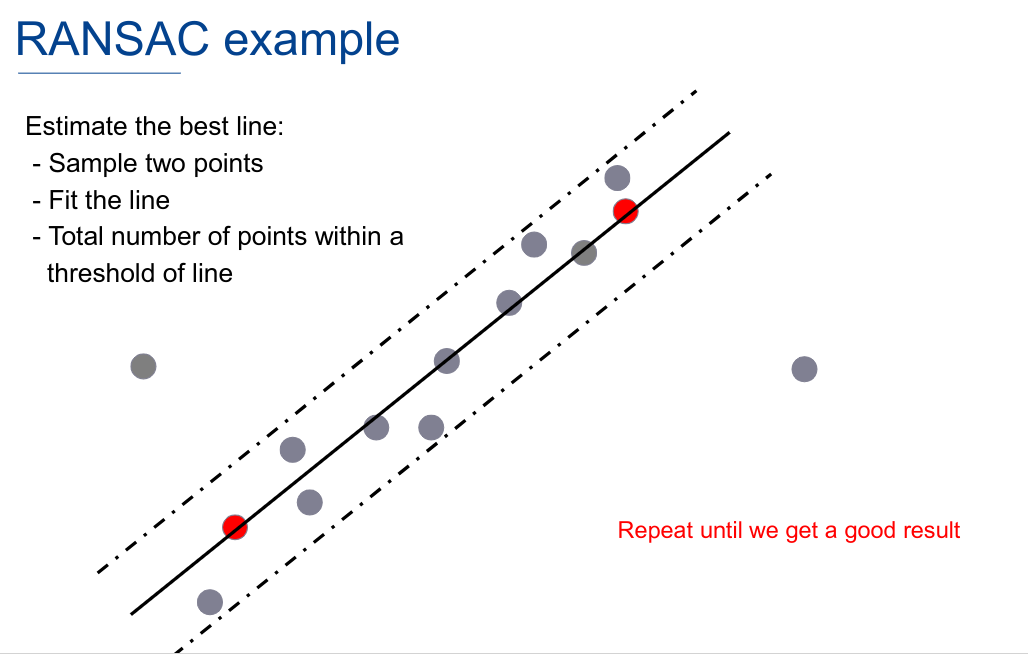 RANSAC example
Estimate the best line:
- Sample two points
- Fit the line
- Total number of points within a
threshold of line
Repeat until we get a good result